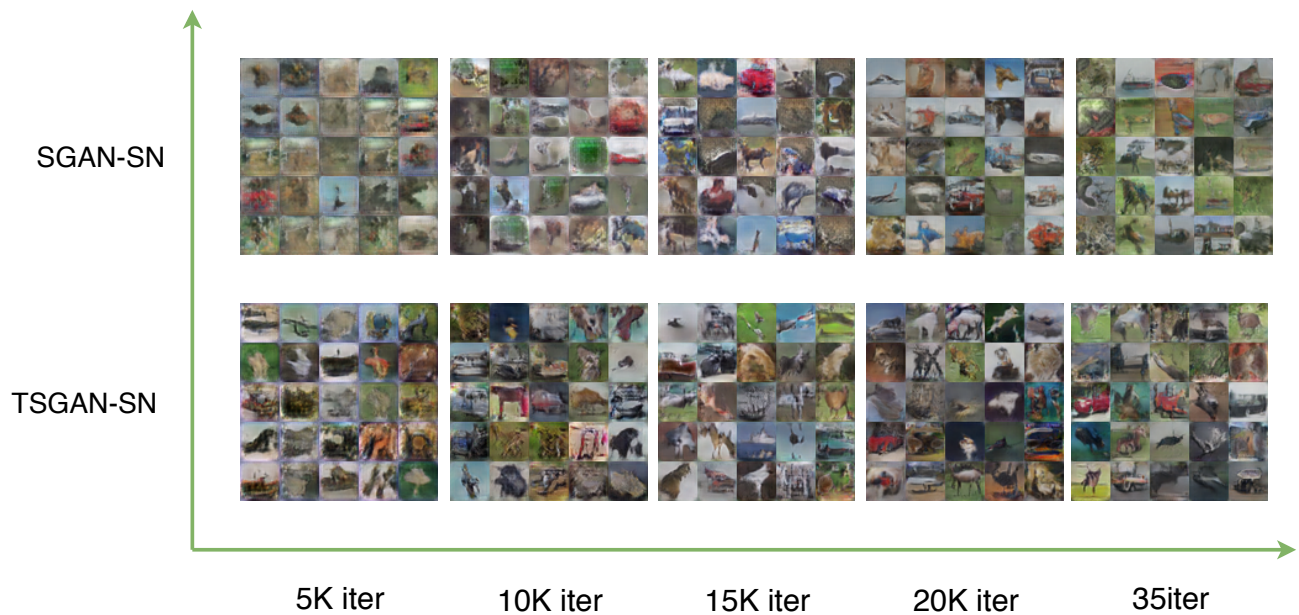 SGAN-SN
TSGAN-SN
5K iter
10K iter
15K iter
20K iter
35iter